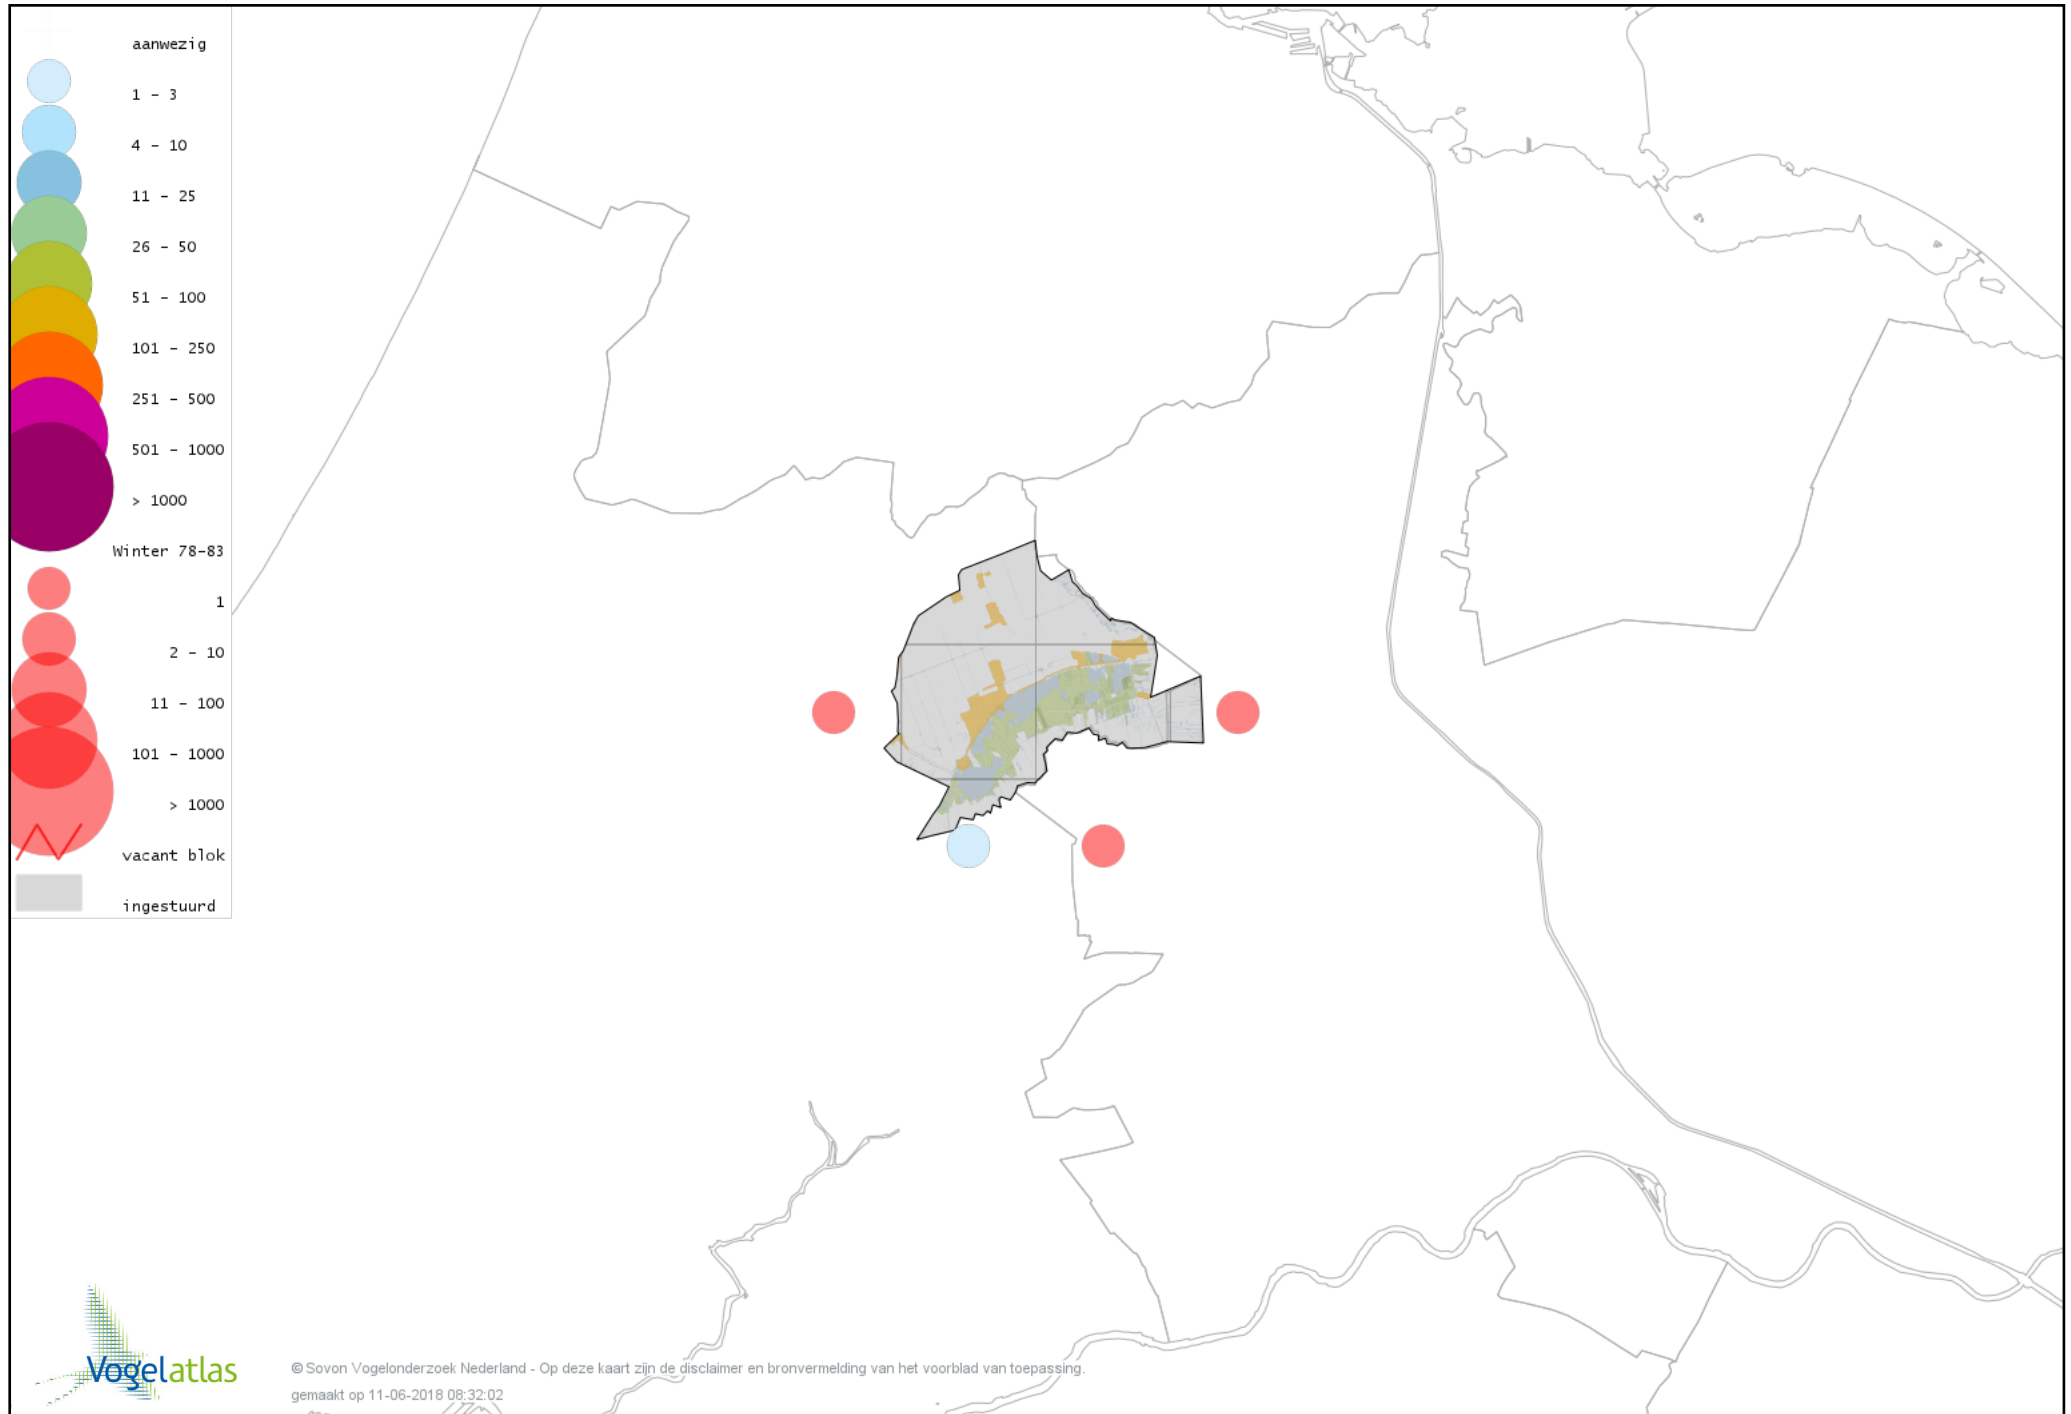 aanwezig
1 - 3
4 - 10
11 - 25
26 - 50
51 - 100
101 - 250
251 - 500
501 - 1000
> 1000
Winter 78-83
1
2 - 10
11 - 100
101 - 1000
> 1000
vacant blok
ingestuurd
Vogelatlas
© Sovon Vogelonderzoek Nederland - Op deze kaart zijn de disclaimer en bronvermelding van het voorblad van toepassing.
gemaakt op 11-06-2018 08:32:02